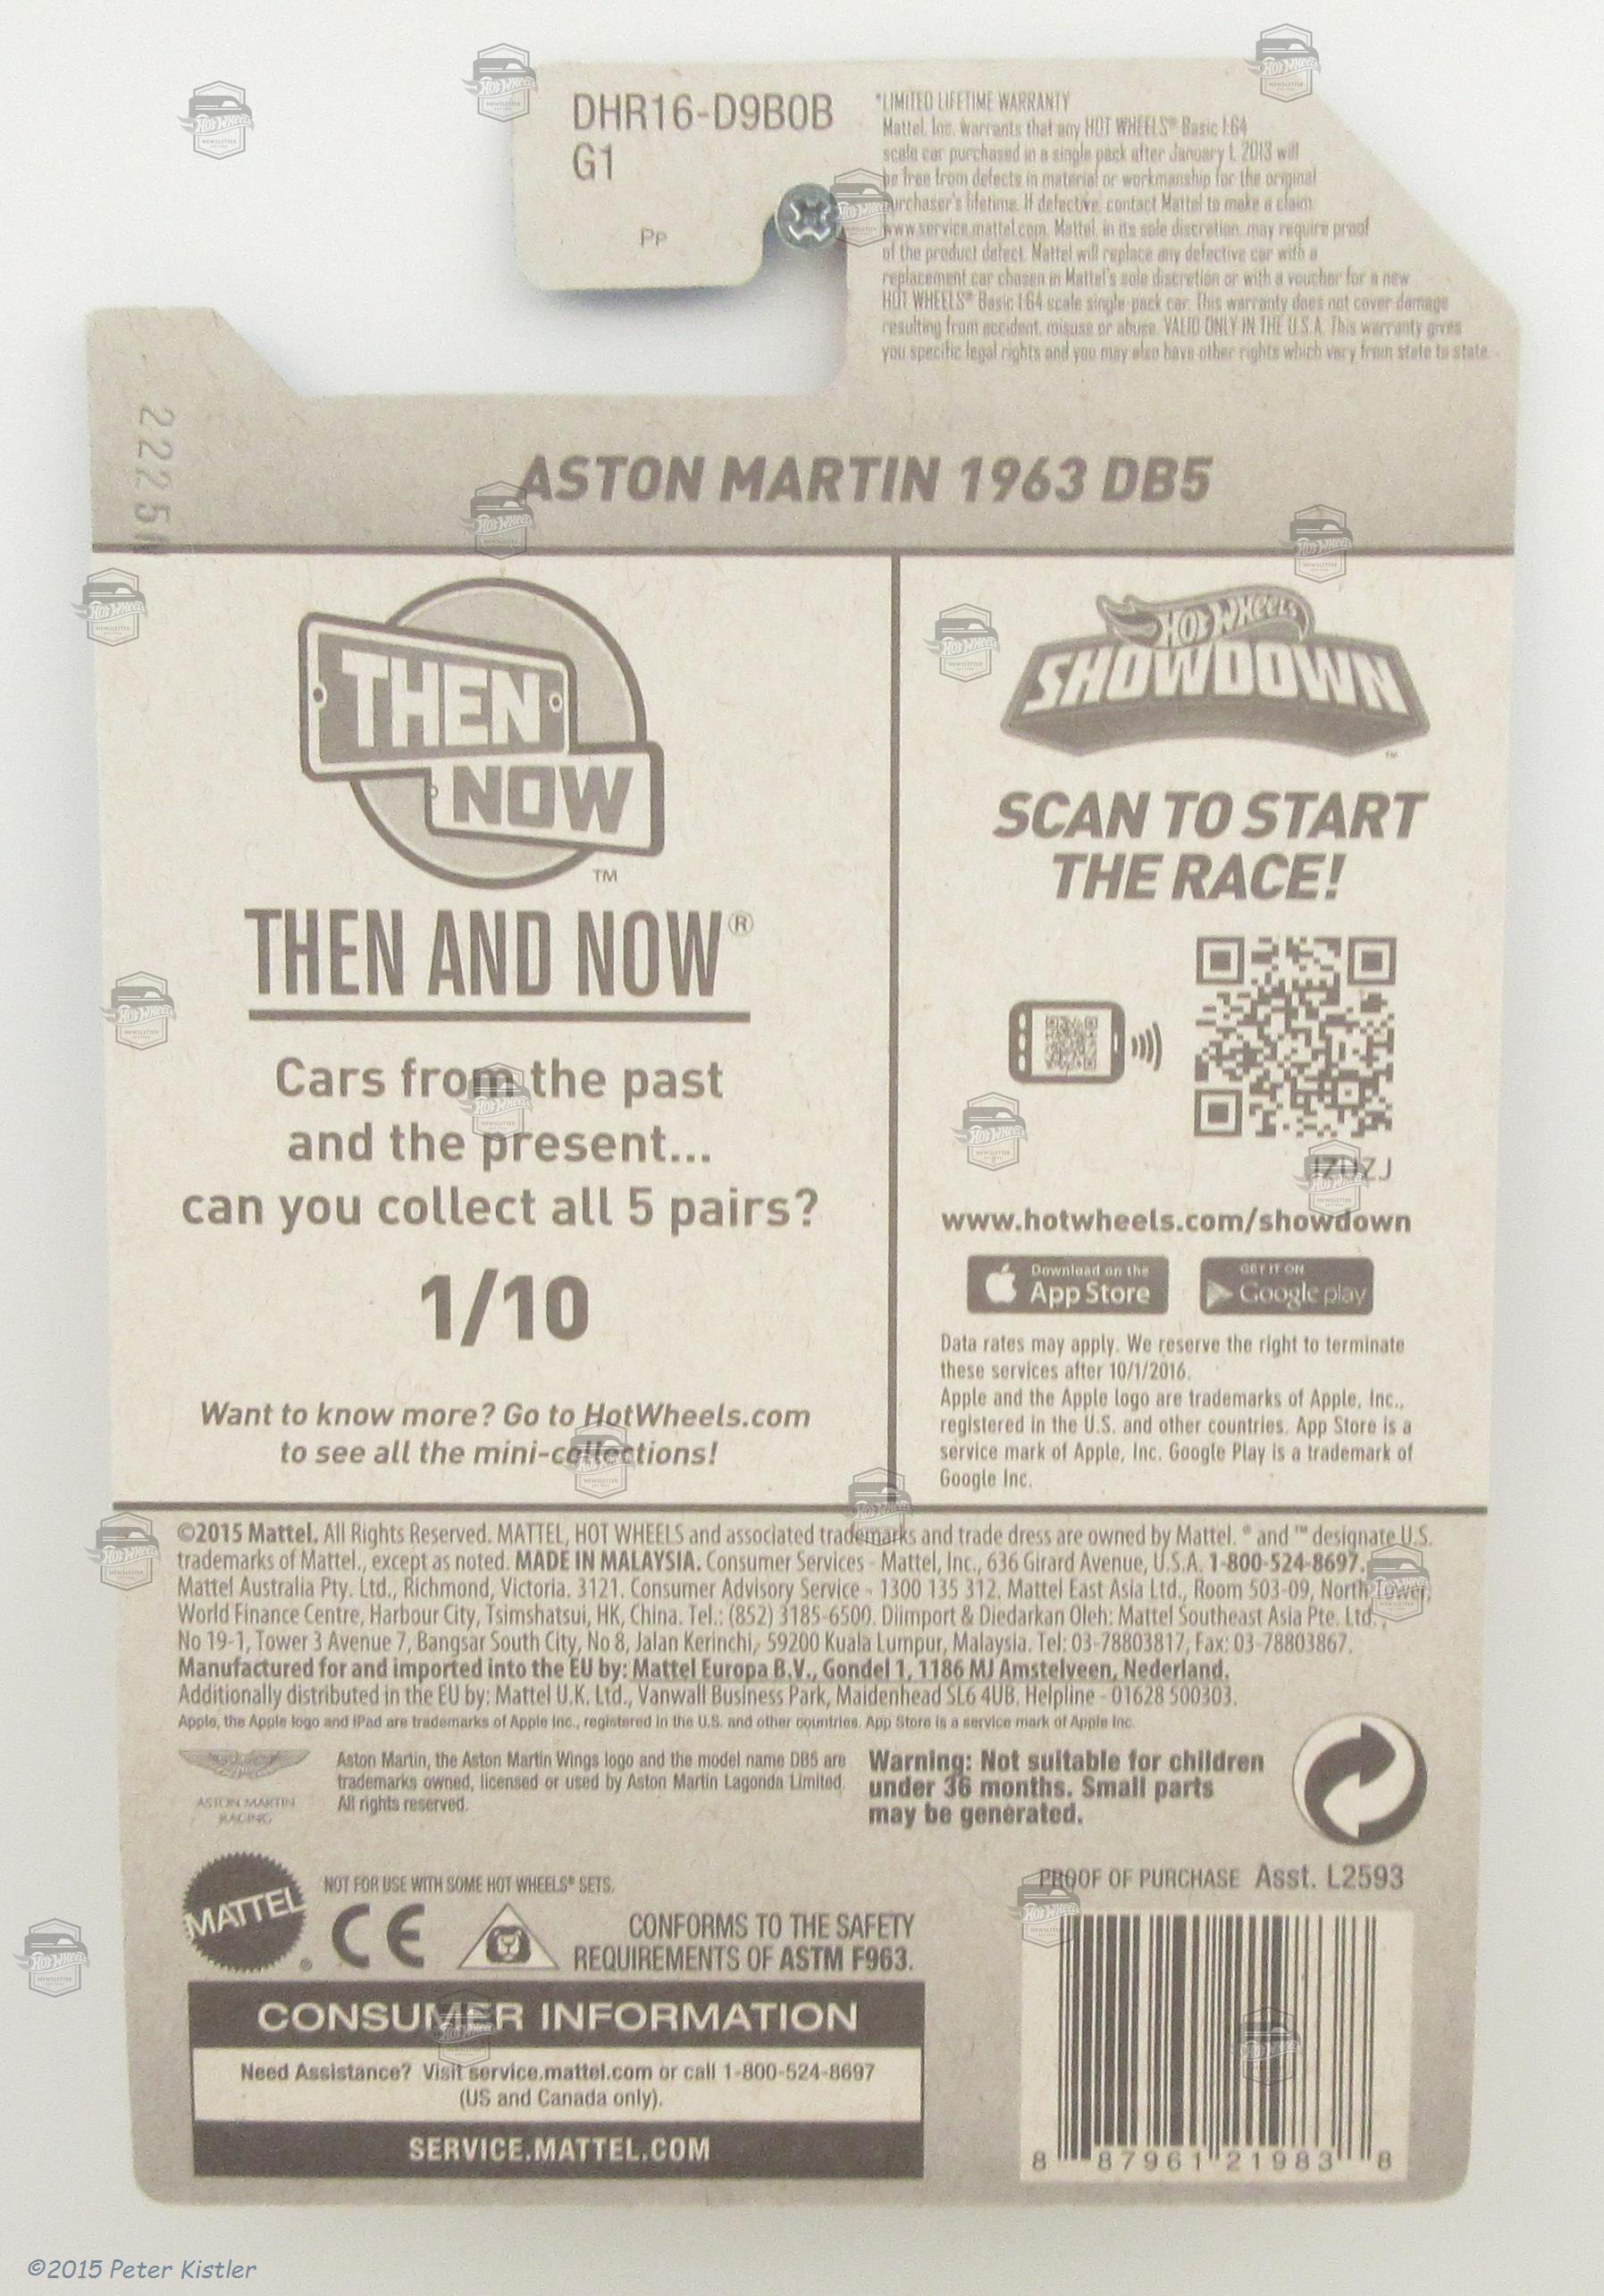 DHR16-D9B0B
G1
Pp
*LIMITED LIFETIME WARRANTY
Mattel, Inc. warrants that any HOT WHEELS® Basic 1:64
scale car purchased in a single pack after January 1, 2013 will
be free from defects in material or workmanship for the original
purchaser's lifetime. If defective, contact Mattel to make a claim.
www.service.mattel.com. Mattel, in its sole discretion, may require proof
of the product defect. Mattel will replace any defective car with a
replacement car chosen in Mattel's sole discretion or with a voucher for a new
HOT WHEELS® Basic 1:64 scale single-pack car. This warranty does not cover damage
resulting from accident, misuse or abuse. VALID ONLY IN THE U.S.A. This warranty gives
you specific legal rights and you may also have other rights which vary from state to state.
2225
ASTON MARTIN 1963 DB5
THEN
NOW
TM
THEN AND NOW®
Cars from the past
and the present...
can you collect all 5 pairs?
1/10
Want to know more? Go to HotWheels.com
to see all the mini-collections!
HOT WHEELS
SHOWDOWN
TM
SCAN TO START
THE RACE!
JZDZJ
www.hotwheels.com/showdown
Download on the
App Store
GET IT ON
Google play
Data rates may apply. We reserve the right to terminate
these services after 10/1/2016.
Apple and the Apple logo are trademarks of Apple, Inc.,
registered in the U.S. and other countries. App Store is a
service mark of Apple, Inc. Google Play is a trademark of
Google Inc.
©2015 Mattel. All Rights Reserved. MATTEL, HOT WHEELS and associated trademarks and trade dress are owned by Mattel. ® and ™ designate U.S.
trademarks of Mattel., except as noted. MADE IN MALAYSIA. Consumer Services - Mattel, Inc., 636 Girard Avenue, U.S.A. 1-800-524-8697.
Mattel Australia Pty. Ltd., Richmond, Victoria. 3121. Consumer Advisory Service - 1300 135 312. Mattel East Asia Ltd., Room 503-09, North Tower,
World Finance Centre, Harbour City, Tsimshatsui, HK, China. Tel.: (852) 3185-6500. Diimport & Diedarkan Oleh: Mattel Southeast Asia Pte. Ltd.,
No 19-1, Tower 3 Avenue 7, Bangsar South City, No 8, Jalan Kerinchi, 59200 Kuala Lumpur, Malaysia. Tel: 03-78803817, Fax: 03-78803867.
Manufactured for and imported into the EU by: Mattel Europa B.V., Gondel 1, 1186 MJ Amstelveen, Nederland.
Additionally distributed in the EU by: Mattel U.K. Ltd., Vanwall Business Park, Maidenhead SL6 4UB. Helpline - 01628 500303.
Apple, the Apple logo and iPad are trademarks of Apple Inc., registered in the U.S. and other countries. App Store is a service mark of Apple Inc.
ASTON MARTIN
RACING
Aston Martin, the Aston Martin Wings logo and the model name DB5 are
trademarks owned, licensed or used by Aston Martin Lagonda Limited.
All rights reserved.
Warning: Not suitable for children
under 36 months. Small parts
may be generated.
MATTEL
NOT FOR USE WITH SOME HOT WHEELS® SETS.
CE
CONFORMS TO THE SAFETY
REQUIREMENTS OF ASTM F963.
PROOF OF PURCHASE Asst. L2593
CONSUMER INFORMATION
Need Assistance? Visit service.mattel.com or call 1-800-524-8697
(US and Canada only).
SERVICE.MATTEL.COM
8 87961 21983 8
©2015 Peter Kistler